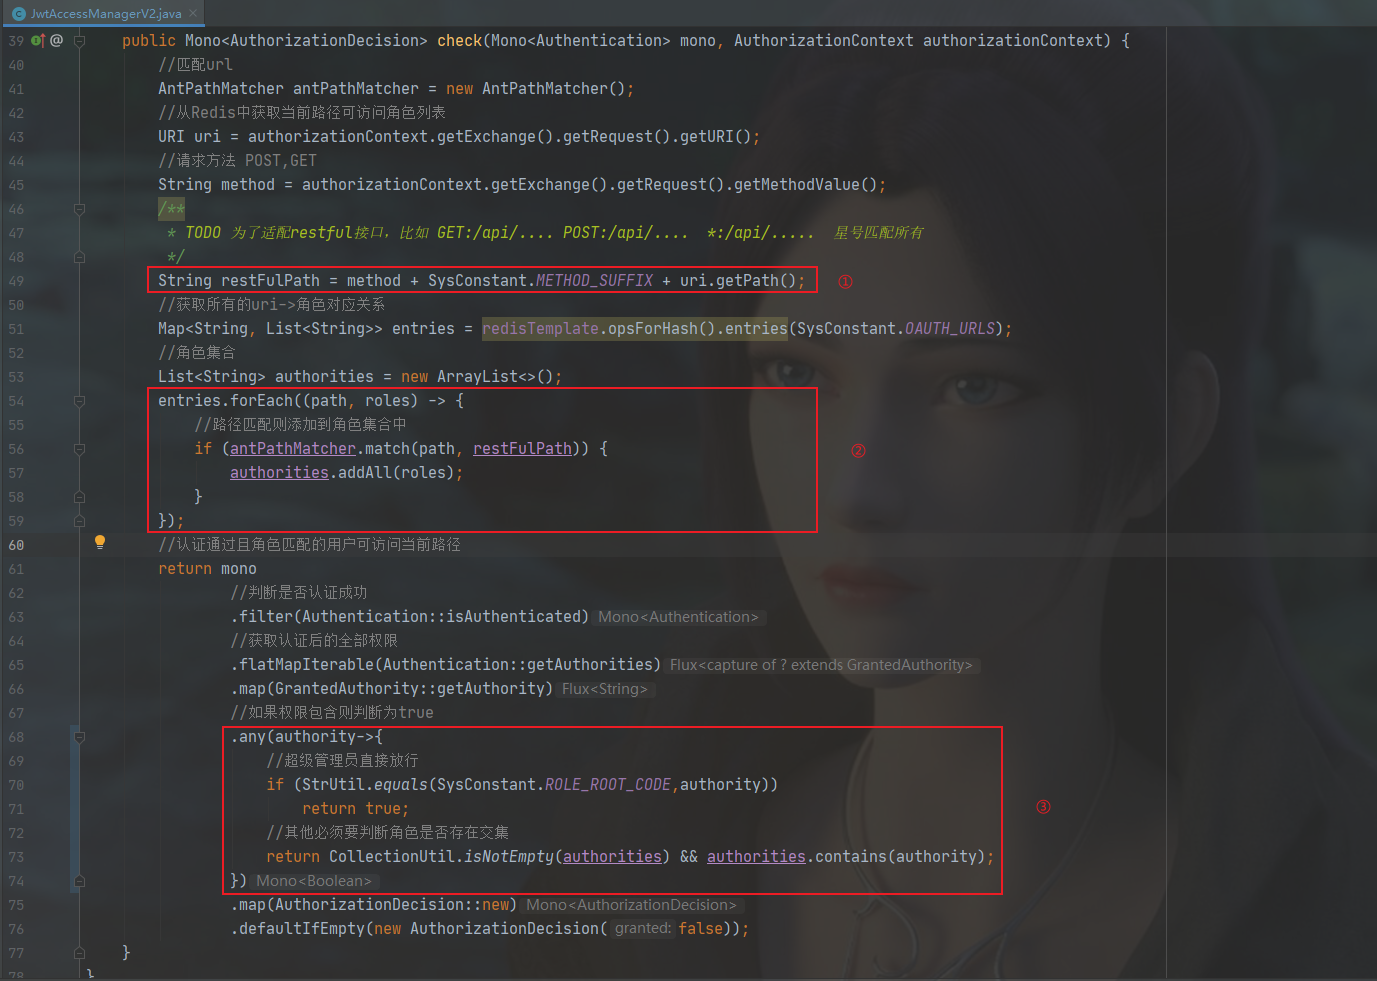 JwtAccessManagerV2.java
39 public Mono<AuthorizationDecision> check(Mono<Authentication> mono, AuthorizationContext authorizationContext) {
40 //匹配url
41 AntPathMatcher antPathMatcher = new AntPathMatcher();
42 //从Redis中获取当前路径可访问角色列表
43 URI uri = authorizationContext.getExchange().getRequest().getURI();
44 //请求方法 POST,GET
45 String method = authorizationContext.getExchange().getRequest().getMethodValue();
46 /**
47 * TODO 为了适配restful接口，比如 GET:/api/.... POST:/api/.... *:/api/..... 星号匹配所有
48 */
49 String restFulPath = method + SysConstant.METHOD_SUFFIX + uri.getPath(); ①
50 //获取所有的uri->角色对应关系
51 Map<String, List<String>> entries = redisTemplate.opsForHash().entries(SysConstant.OAUTH_URLS);
52 //角色集合
53 List<String> authorities = new ArrayList<>();
54 entries.forEach((path, roles) -> {
55 //路径匹配则添加到角色集合中
56 if (antPathMatcher.match(path, restFulPath)) { ②
57 authorities.addAll(roles);
58 }
59 });
60 //认证通过且角色匹配的用户可访问当前路径
61 return mono
62 //判断是否认证成功
63 .filter(Authentication::isAuthenticated) Mono<Authentication>
64 //获取认证后的全部权限
65 .flatMapIterable(Authentication::getAuthorities) Flux<capture of ? extends GrantedAuthority>
66 .map(GrantedAuthority::getAuthority) Flux<String>
67 //如果权限包含则判断为true
68 .any(authority->{
69 //超级管理员直接放行
70 if (StrUtil.equals(SysConstant.ROLE_ROOT_CODE,authority))
71 return true; ③
72 //其他必须要判断角色是否存在交集
73 return CollectionUtil.isNotEmpty(authorities) && authorities.contains(authority);
74 }) Mono<Boolean>
75 .map(AuthorizationDecision::new) Mono<AuthorizationDecision>
76 .defaultIfEmpty(new AuthorizationDecision( granted: false));
77 }
78 }